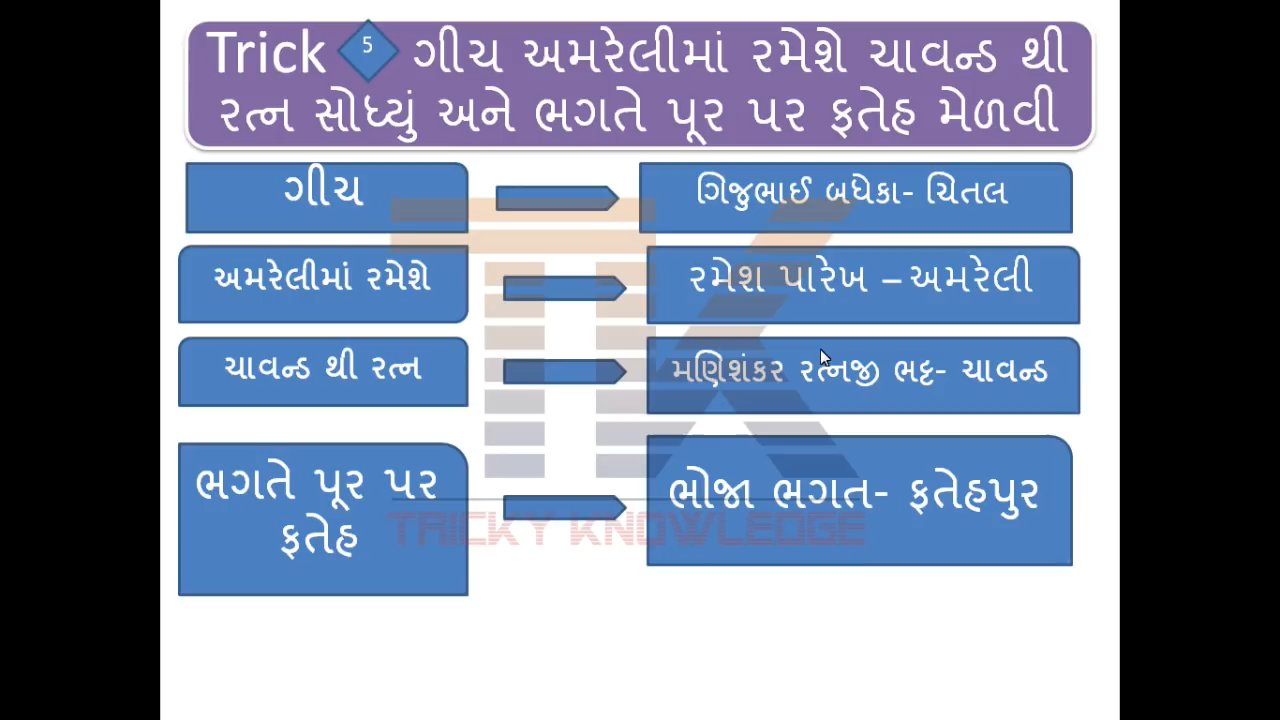 Trick 5 ગીચ અમરેલીમાં રમેશે ચાવન્ડ થી
રત્ન સોધ્યું અને ભગતે પૂર પર ફતેહ મેળવી
ગીચ
ગિજુભાઈ બધેકા- ચિતલ
અમરેલીમાં રમેશે
રમેશ પારેખ – અમરેલી
ચાવન્ડ થી રત્ન
મણિશંકર રત્નજી ભટ્ટ- ચાવન્ડ
ભગતે પૂર પર
ફતેહ
ભોજા ભગત- ફતેહપુર
TK
TRICKY KNOWLEDGE